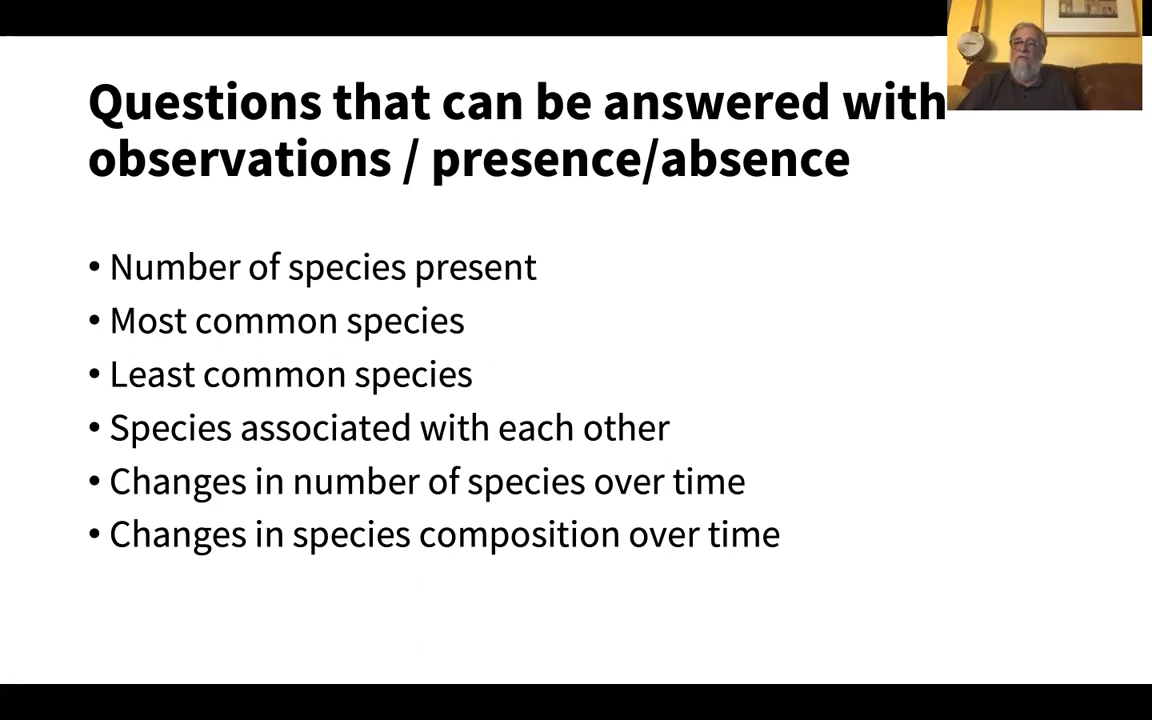 Questions that can be answered with
observations / presence/absence
• Number of species present
• Most common species
• Least common species
• Species associated with each other
• Changes in number of species over time
• Changes in species composition over time